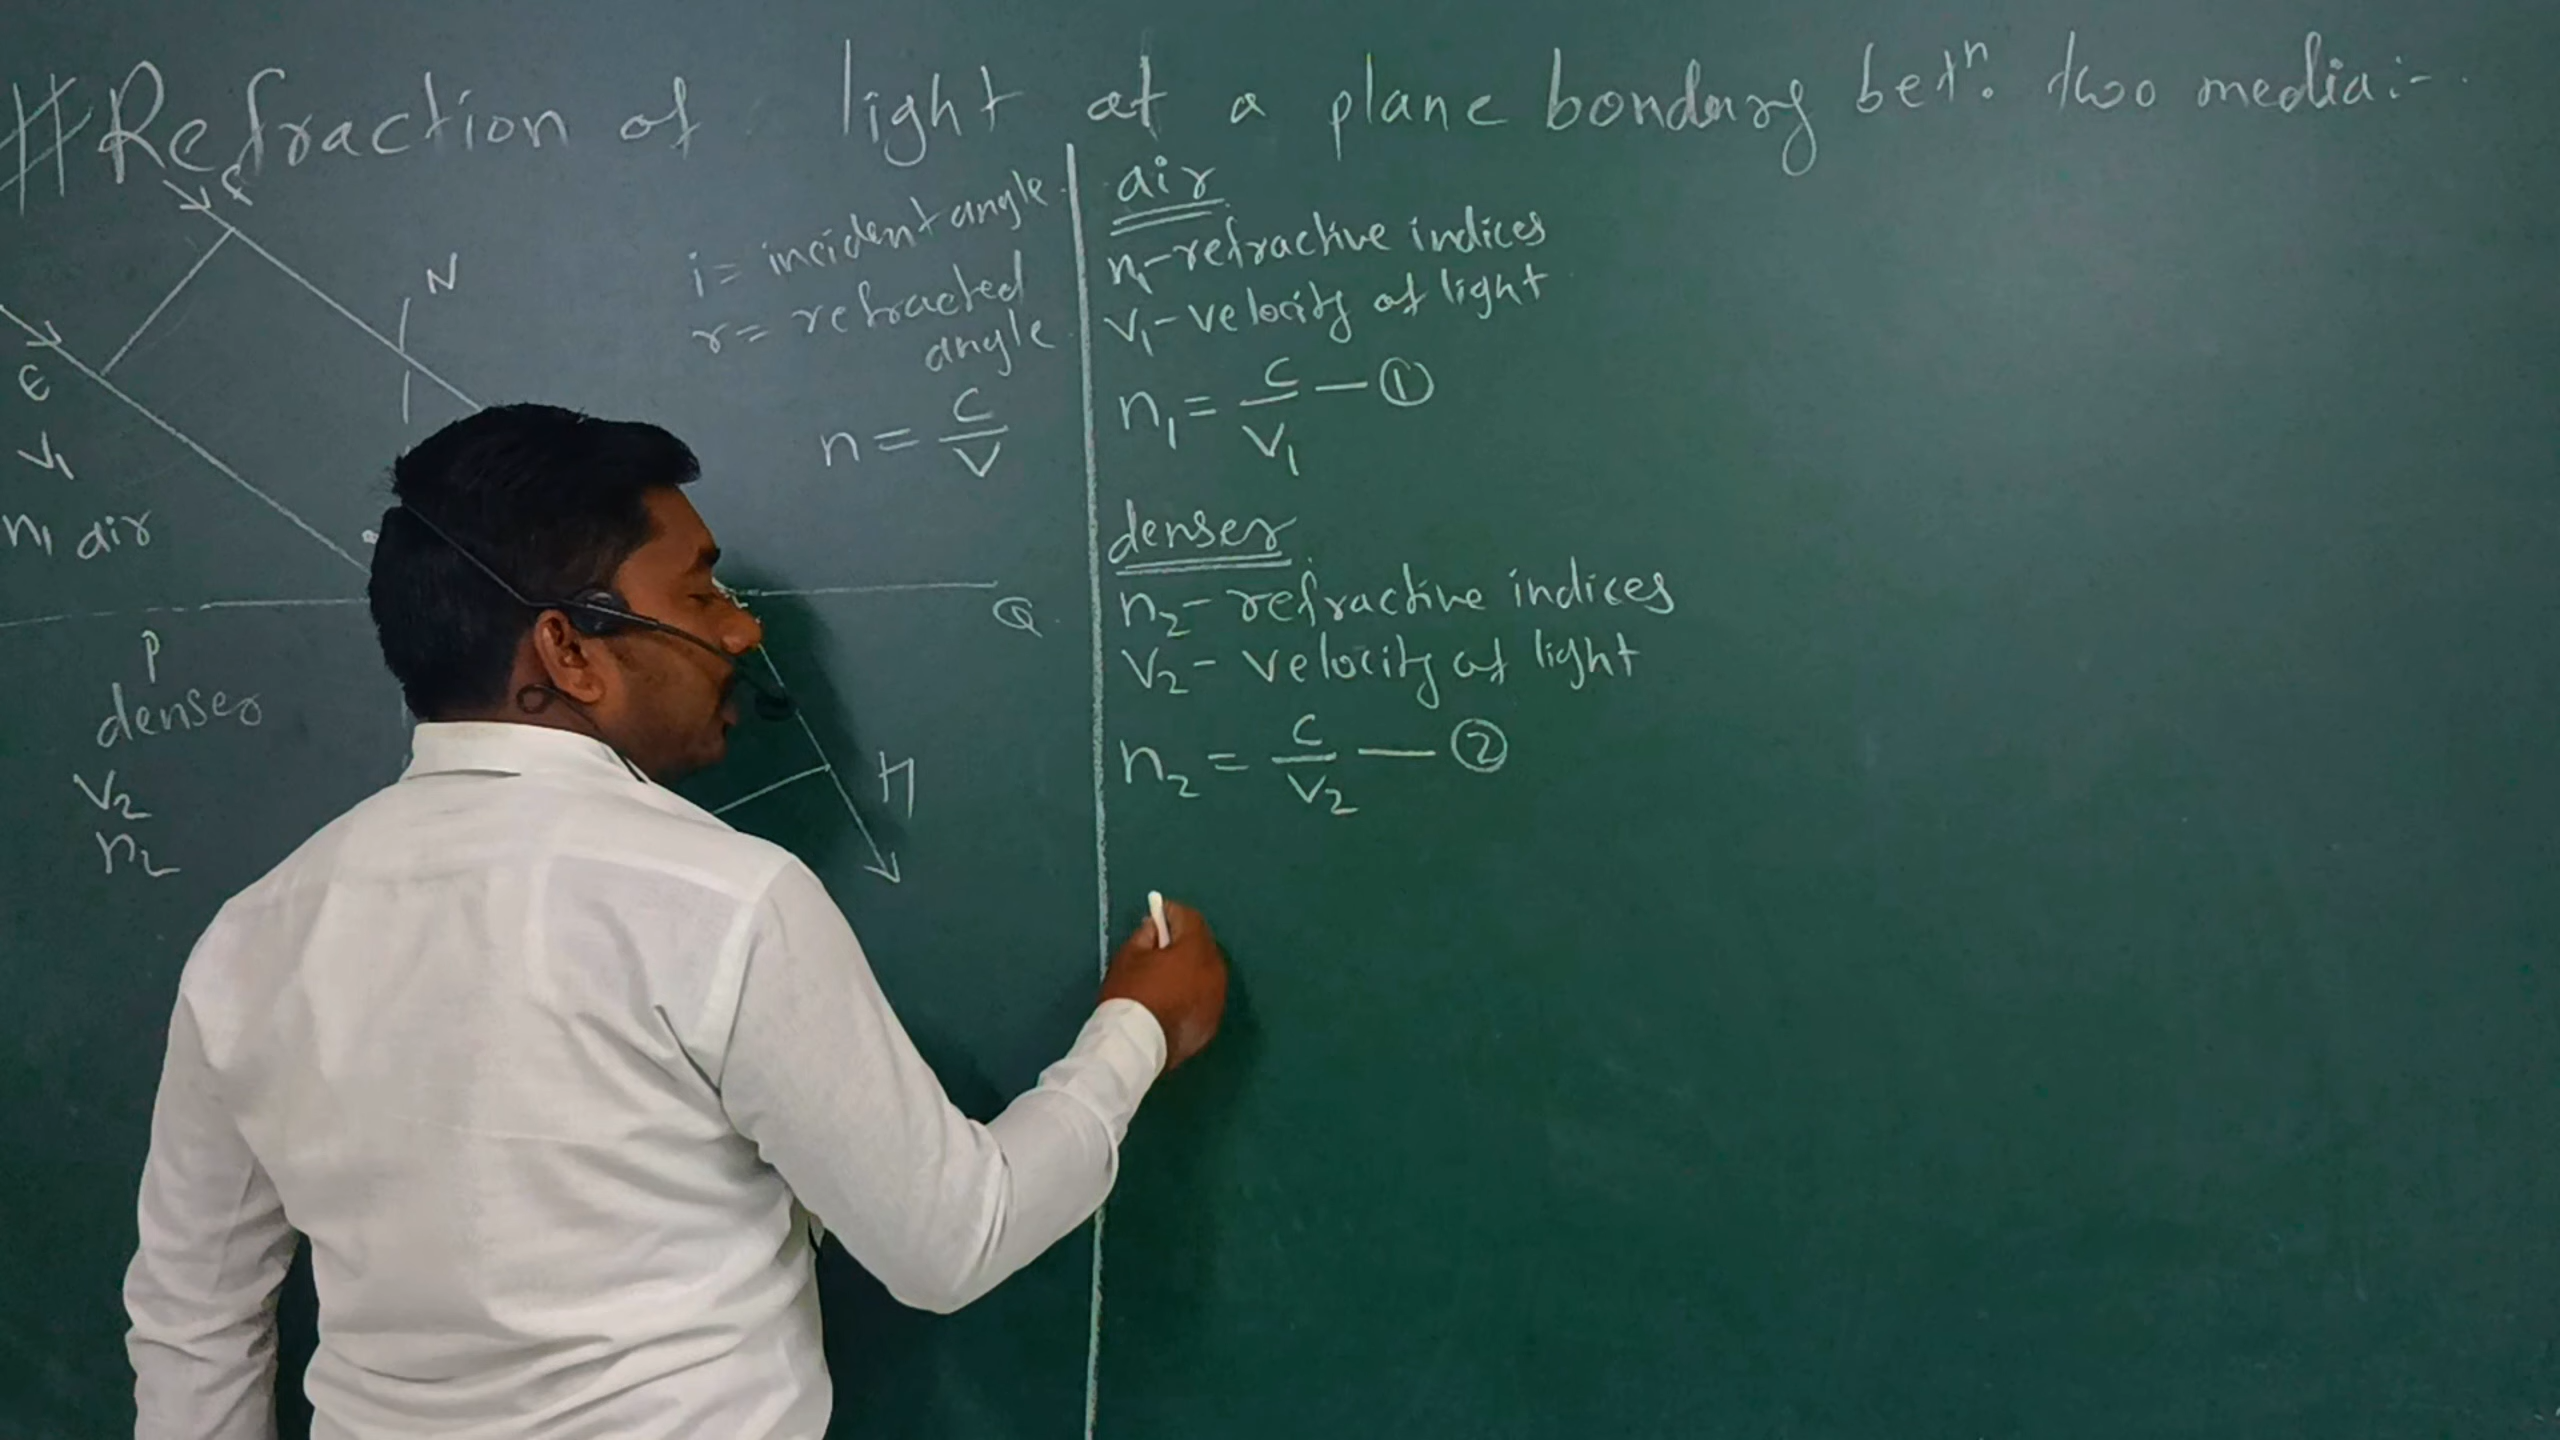 #Refraction of light at a plane bondary betn. two media:-
F
N
E
V1
n1 air
P
denser
V2
n2
i = incident angle
r = refracted
angle
n = C/V
Q
H
air
n1-refractive indices
V1-velocity of light
n1 = C/V1 — ①
denser
n2-refractive indices
V2-velocity of light
n2 = C/V2 — ②